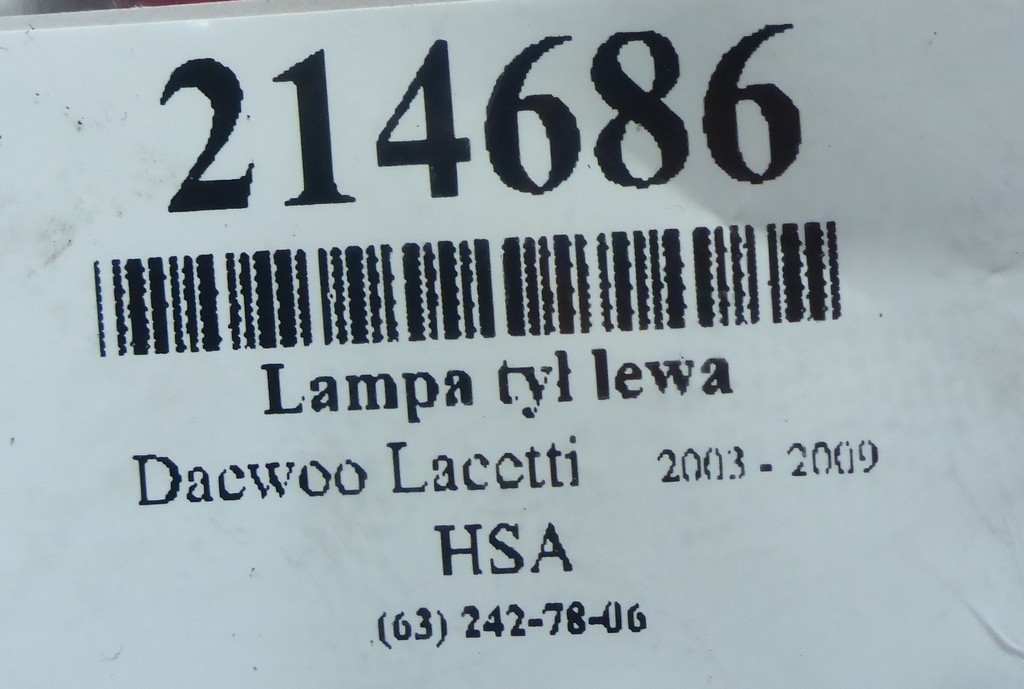 214686
Lampa tył lewa
Daewoo Lacetti 2003 - 2009
HSA
(63) 242-78-06